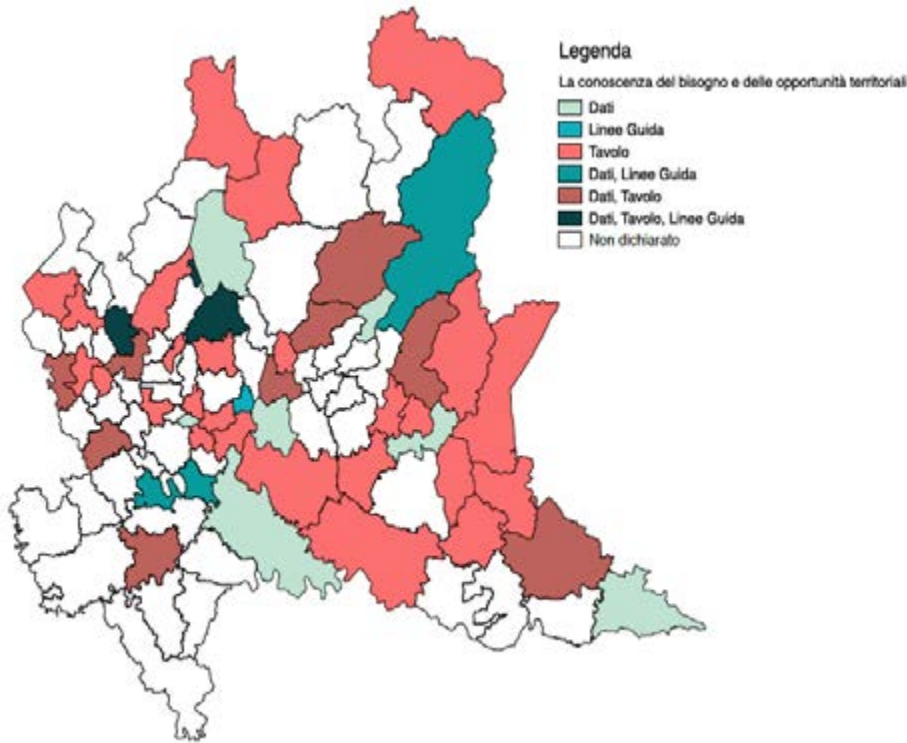 Legenda
La conoscenza del bisogno e delle opportunità territoriali
Dati
Linee Guida
Tavolo
Dati, Linee Guida
Dati, Tavolo
Dati, Tavolo, Linee Guida
Non dichiarato